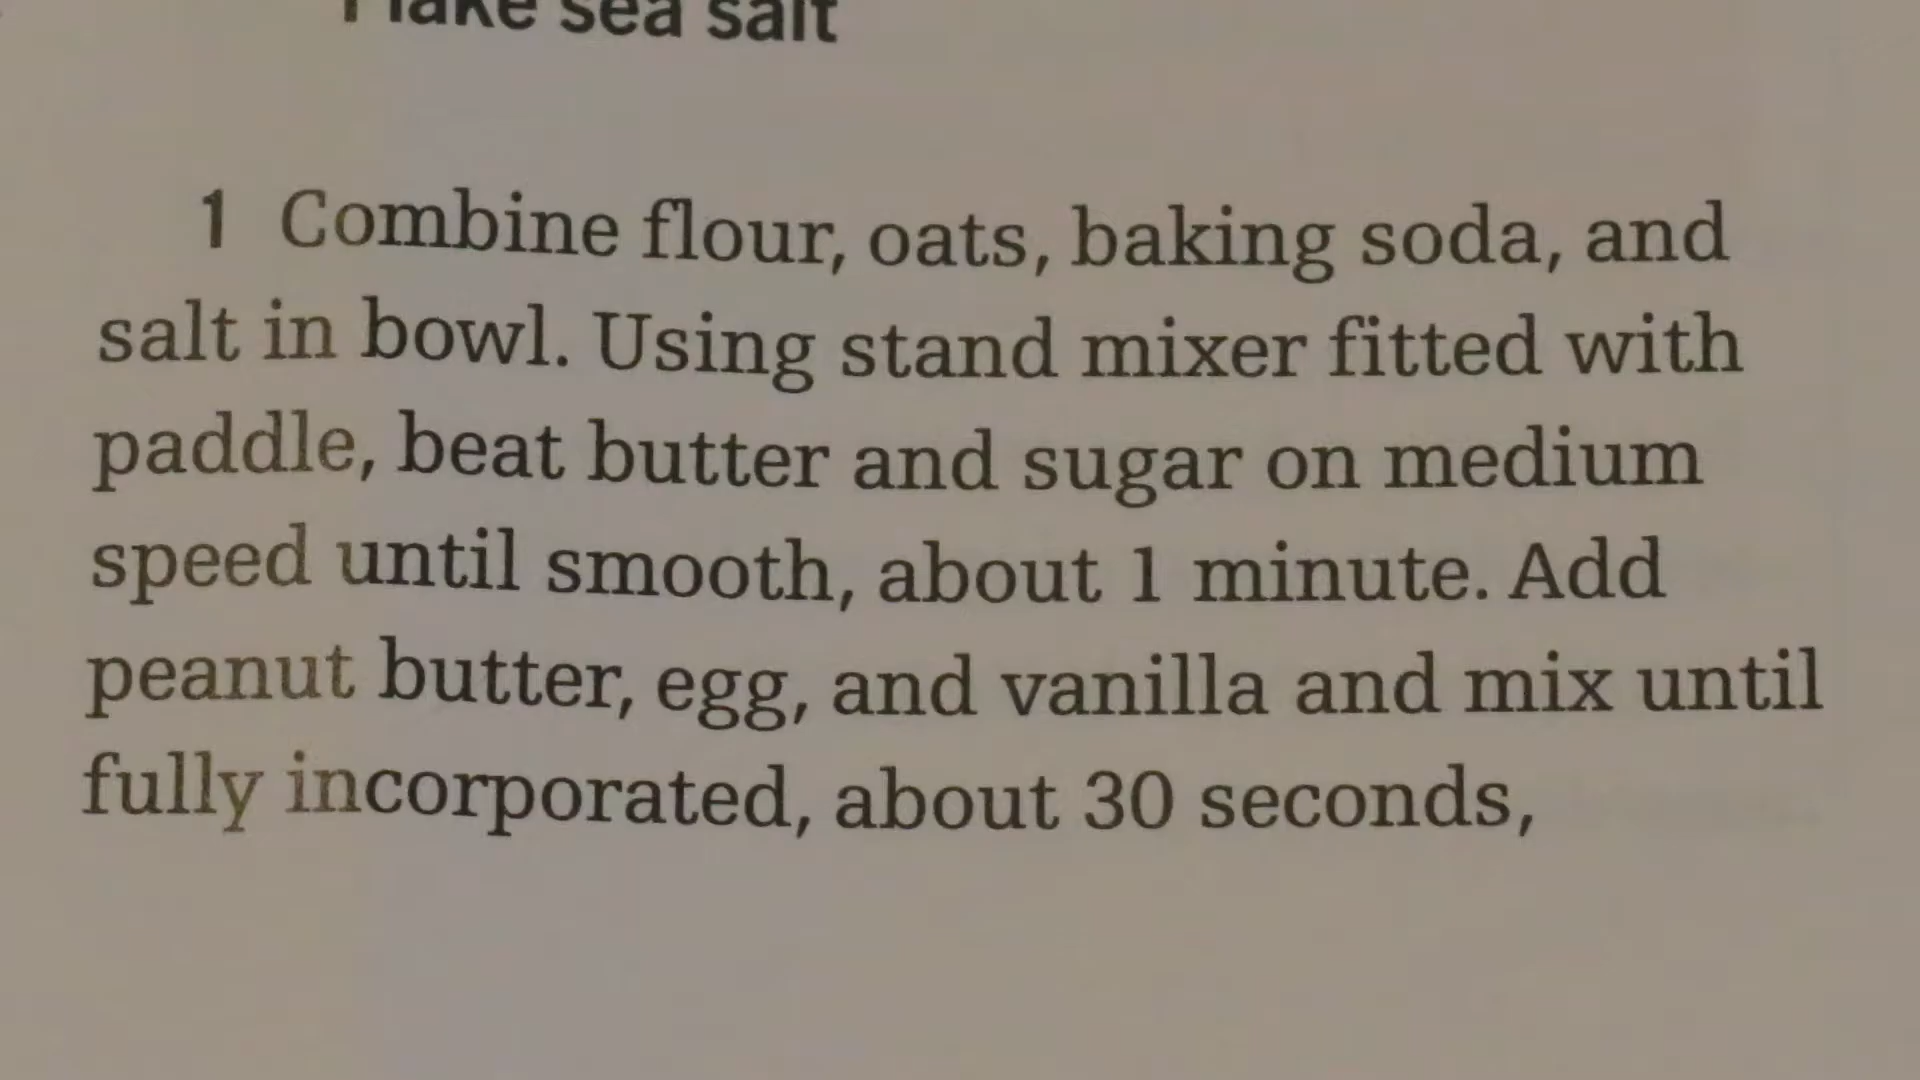 Flake sea salt
1 Combine flour, oats, baking soda, and
salt in bowl. Using stand mixer fitted with
paddle, beat butter and sugar on medium
speed until smooth, about 1 minute. Add
peanut butter, egg, and vanilla and mix until
fully incorporated, about 30 seconds,